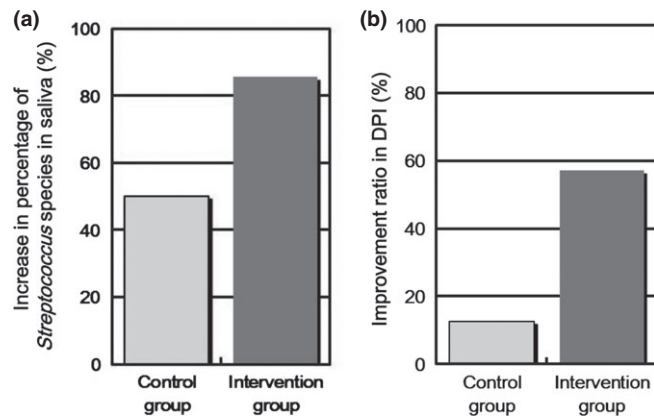 (a)
Increase in percentage of
Streptococcus species in saliva (%)
100
80
60
40
20
0
Control
group
Intervention
group
(b)
Improvement ratio in DPI (%)
100
80
60
40
20
0
Control
group
Intervention
group